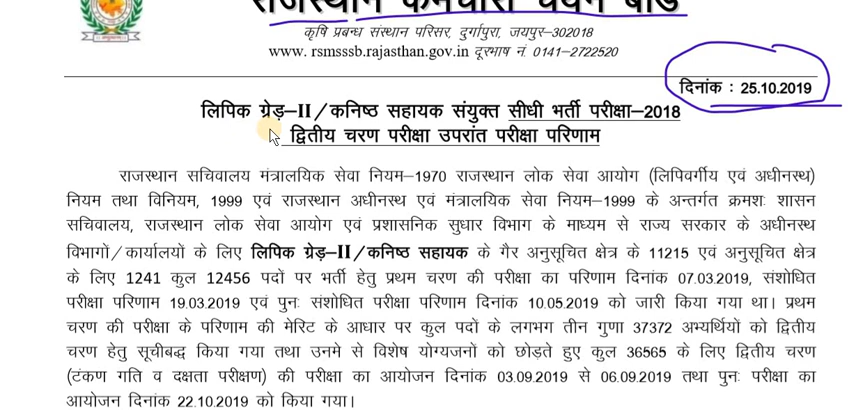 राजस्थान कर्मचारी चयन बोर्ड
कृषि प्रबन्ध संस्थान परिसर, दुर्गापुरा, जयपुर–302018
www. rsmsssb.rajasthan.gov.in दूरभाष नं. 0141–2722520
दिनांक : 25.10.2019
लिपिक ग्रेड़–II/कनिष्ठ सहायक संयुक्त सीधी भर्ती परीक्षा–2018
द्वितीय चरण परीक्षा उपरांत परीक्षा परिणाम
राजस्थान सचिवालय मंत्रालयिक सेवा नियम–1970 राजस्थान लोक सेवा आयोग (लिपिवर्गीय एवं अधीनस्थ)
नियम तथा विनियम, 1999 एवं राजस्थान अधीनस्थ एवं मंत्रालयिक सेवा नियम–1999 के अन्तर्गत क्रमशः शासन
सचिवालय, राजस्थान लोक सेवा आयोग एवं प्रशासनिक सुधार विभाग के माध्यम से राज्य सरकार के अधीनस्थ
विभागों/कार्यालयों के लिए लिपिक ग्रेड़–II/कनिष्ठ सहायक के गैर अनुसूचित क्षेत्र के 11215 एवं अनुसूचित क्षेत्र
के लिए 1241 कुल 12456 पदों पर भर्ती हेतु प्रथम चरण की परीक्षा का परिणाम दिनांक 07.03.2019, संशोधित
परीक्षा परिणाम 19.03.2019 एवं पुनः संशोधित परीक्षा परिणाम दिनांक 10.05.2019 को जारी किया गया था। प्रथम
चरण की परीक्षा के परिणाम की मेरिट के आधार पर कुल पदों के लगभग तीन गुणा 37372 अभ्यर्थियों को द्वितीय
चरण हेतु सूचीबद्ध किया गया तथा उनमे से विशेष योग्यजनों को छोड़ते हुए कुल 36565 के लिए द्वितीय चरण
(टंकण गति व दक्षता परीक्षण) की परीक्षा का आयोजन दिनांक 03.09.2019 से 06.09.2019 तथा पुनः परीक्षा का
आयोजन दिनांक 22.10.2019 को किया गया।